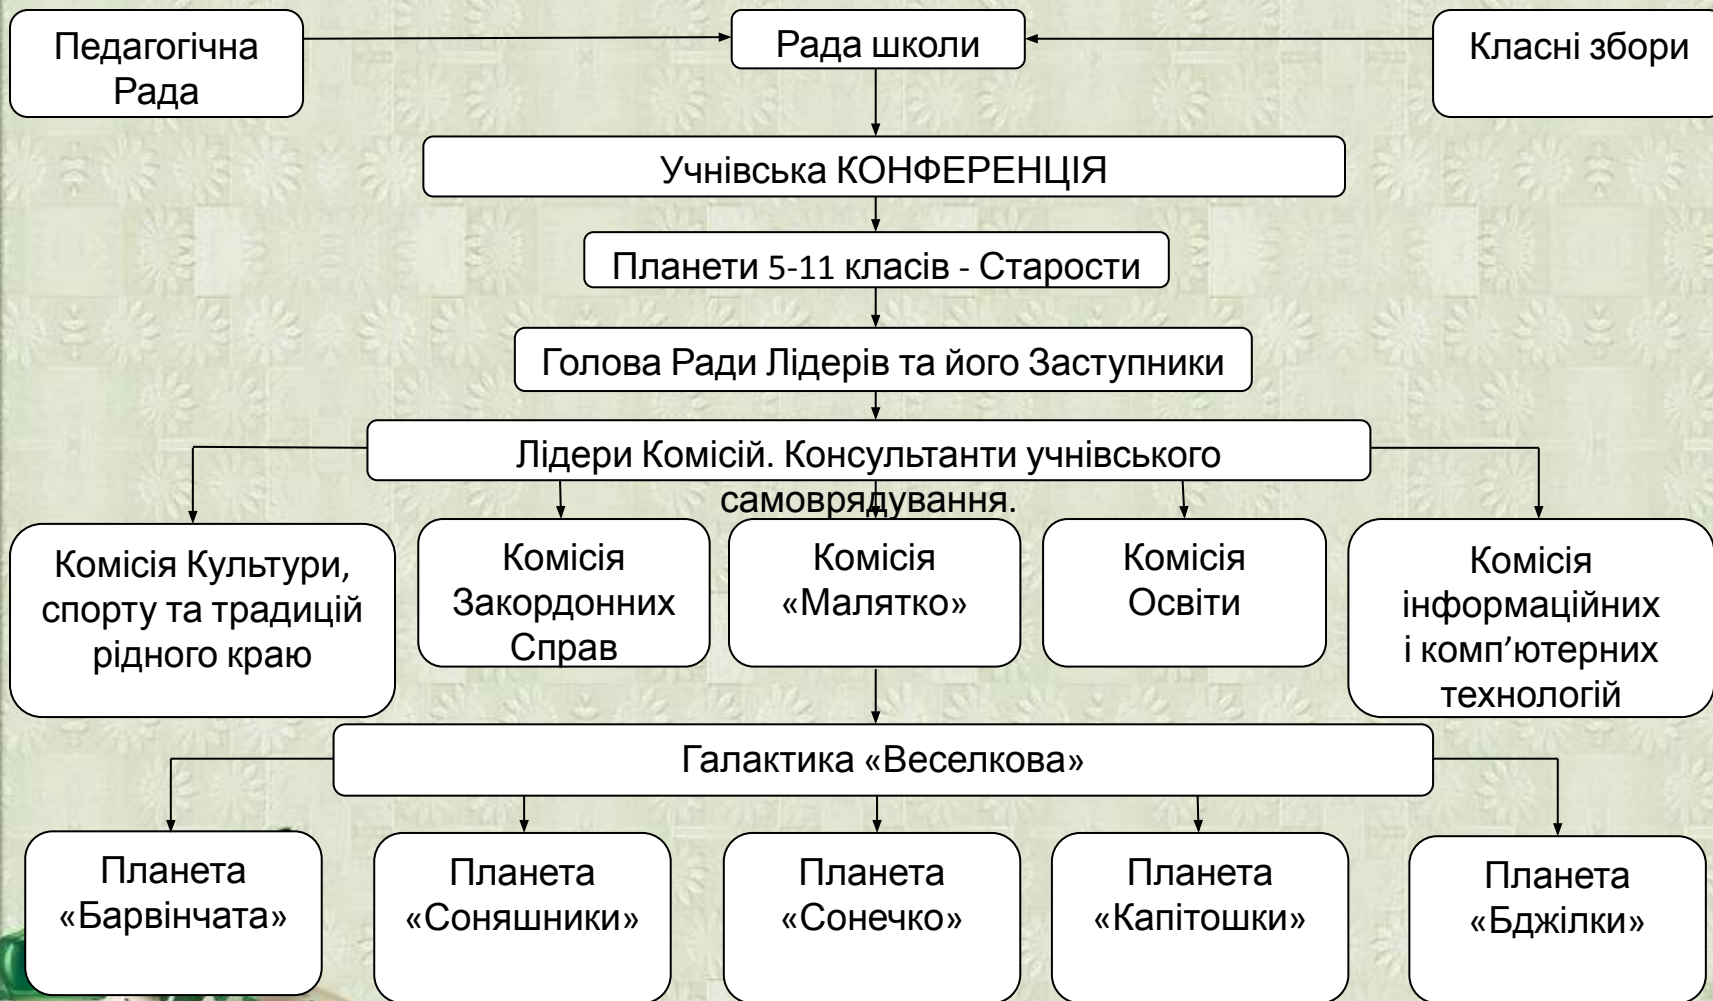 Педагогічна
Рада
Рада школи
Класні збори
Учнівська КОНФЕРЕНЦІЯ
Планети 5-11 класів - Старости
Голова Ради Лідерів та його Заступники
Лідери Комісій. Консультанти учнівського
самоврядування.
Комісія Культури,
спорту та традицій
рідного краю
Комісія
Закордонних
Справ
Комісія
«Малятко»
Комісія
Освіти
Комісія
інформаційних
і комп’ютерних
технологій
Галактика «Веселкова»
Планета
«Барвінчата»
Планета
«Соняшники»
Планета
«Сонечко»
Планета
«Капітошки»
Планета
«Бджілки»